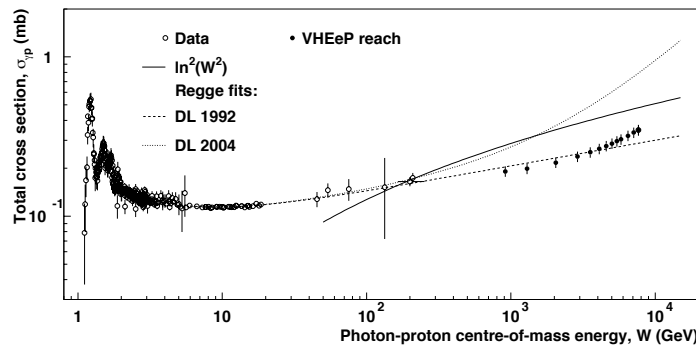 Total cross section, σγp (mb)
1
10⁻¹
Data
VHEeP reach
ln²(W²)
Regge fits:
DL 1992
DL 2004
1 10 10² 10³ 10⁴
Photon-proton centre-of-mass energy, W (GeV)